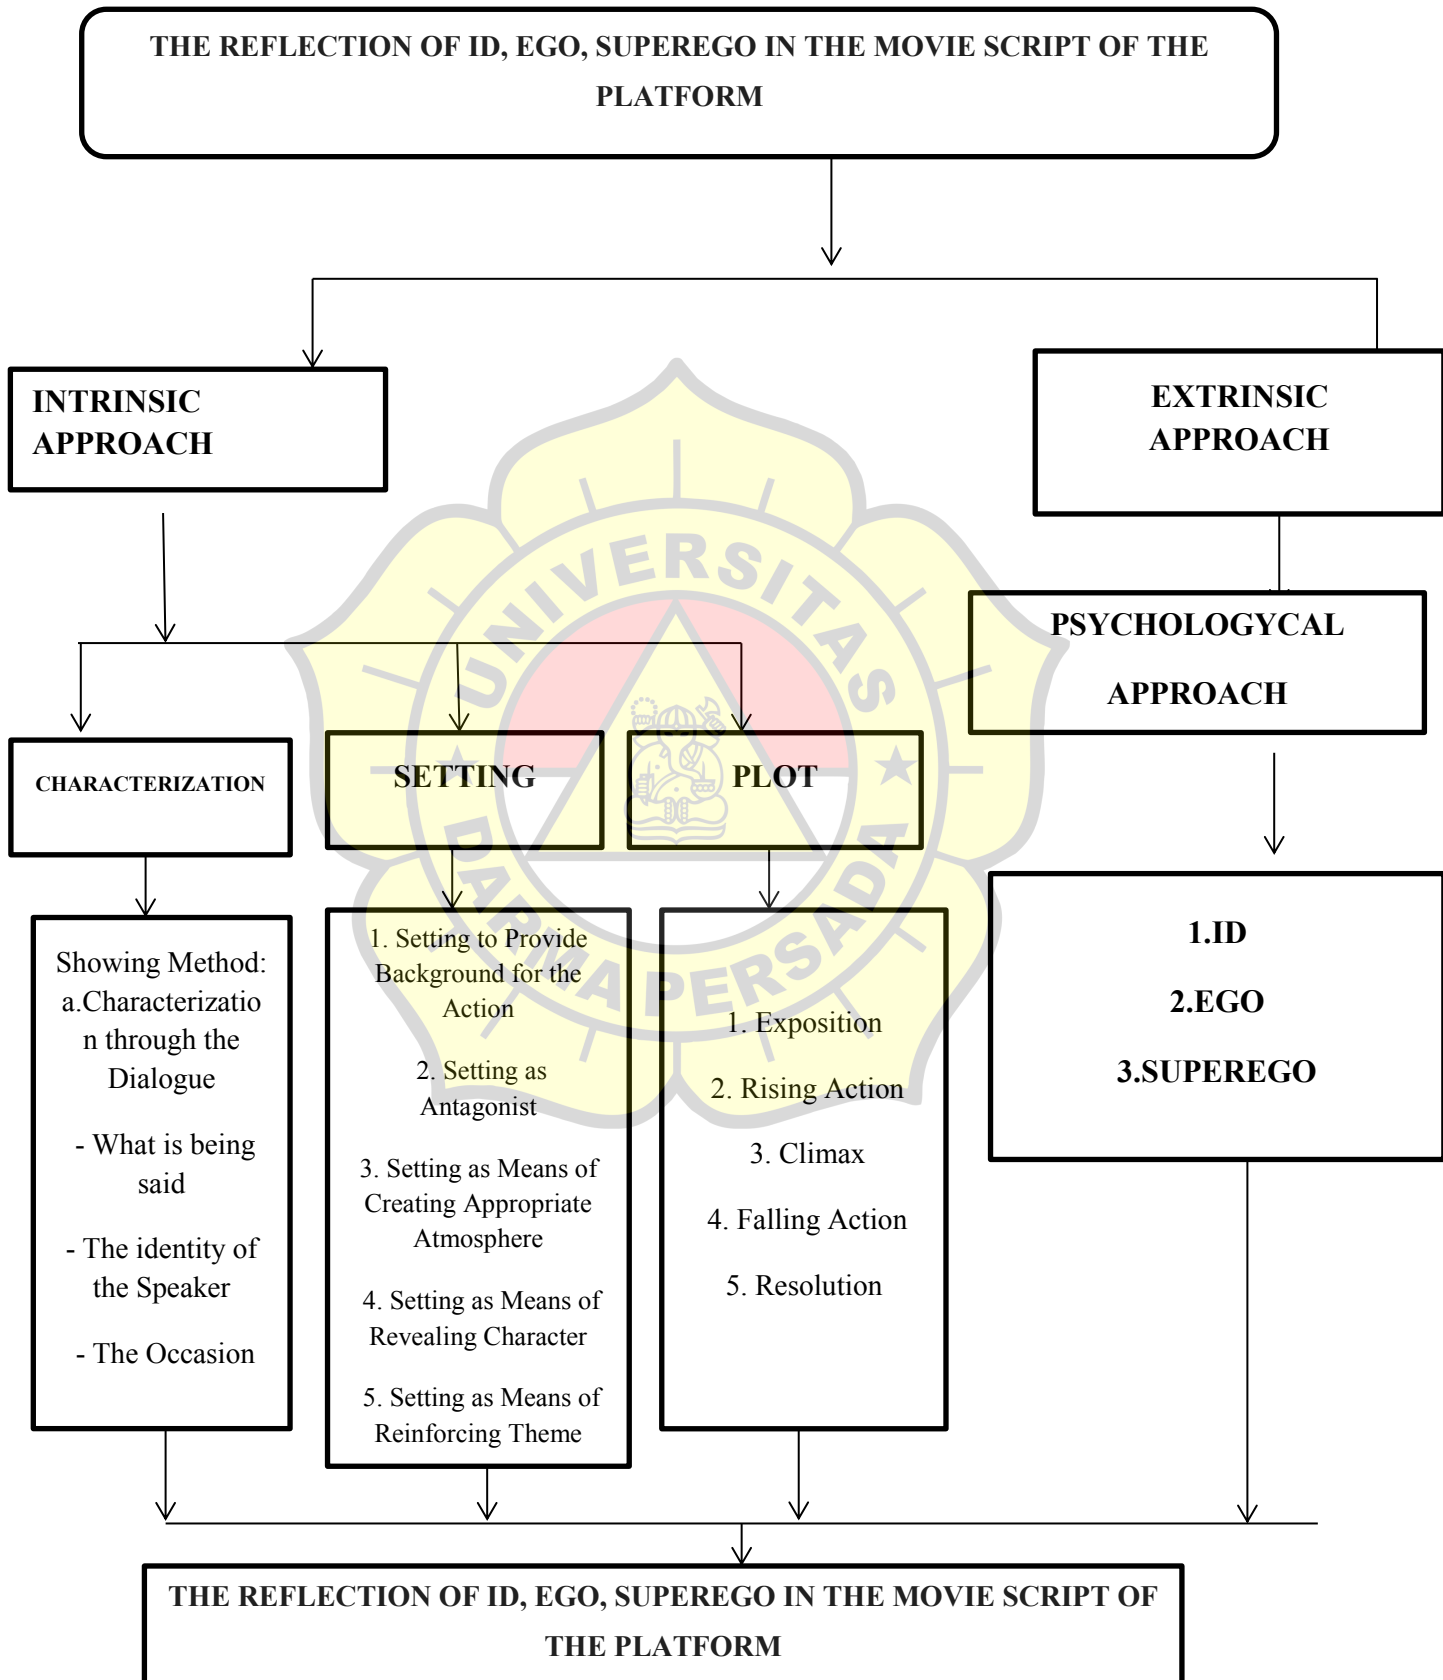 THE REFLECTION OF ID, EGO, SUPEREGO IN THE MOVIE SCRIPT OF THE
PLATFORM
INTRINSIC
APPROACH
EXTRINSIC
APPROACH
PSYCHOLOGYCAL
APPROACH
CHARACTERIZATION
SETTING
PLOT
Showing Method:
a.Characterizatio
n through the
Dialogue
- What is being
said
- The identity of
the Speaker
- The Occasion
1. Setting to Provide
Background for the
Action
2. Setting as
Antagonist
3. Setting as Means of
Creating Appropriate
Atmosphere
4. Setting as Means of
Revealing Character
5. Setting as Means of
Reinforcing Theme
1. Exposition
2. Rising Action
3. Climax
4. Falling Action
5. Resolution
1.ID
2.EGO
3.SUPEREGO
THE REFLECTION OF ID, EGO, SUPEREGO IN THE MOVIE SCRIPT OF
THE PLATFORM
UNIVERSITAS
DARMA PERSADA